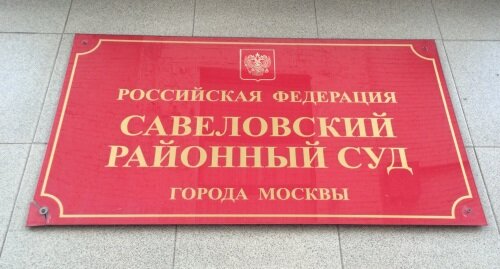 РОССИЙСКАЯ ФЕДЕРАЦИЯ
САВЕЛОВСКИЙ
РАЙОННЫЙ СУД
ГОРОДА МОСКВЫ